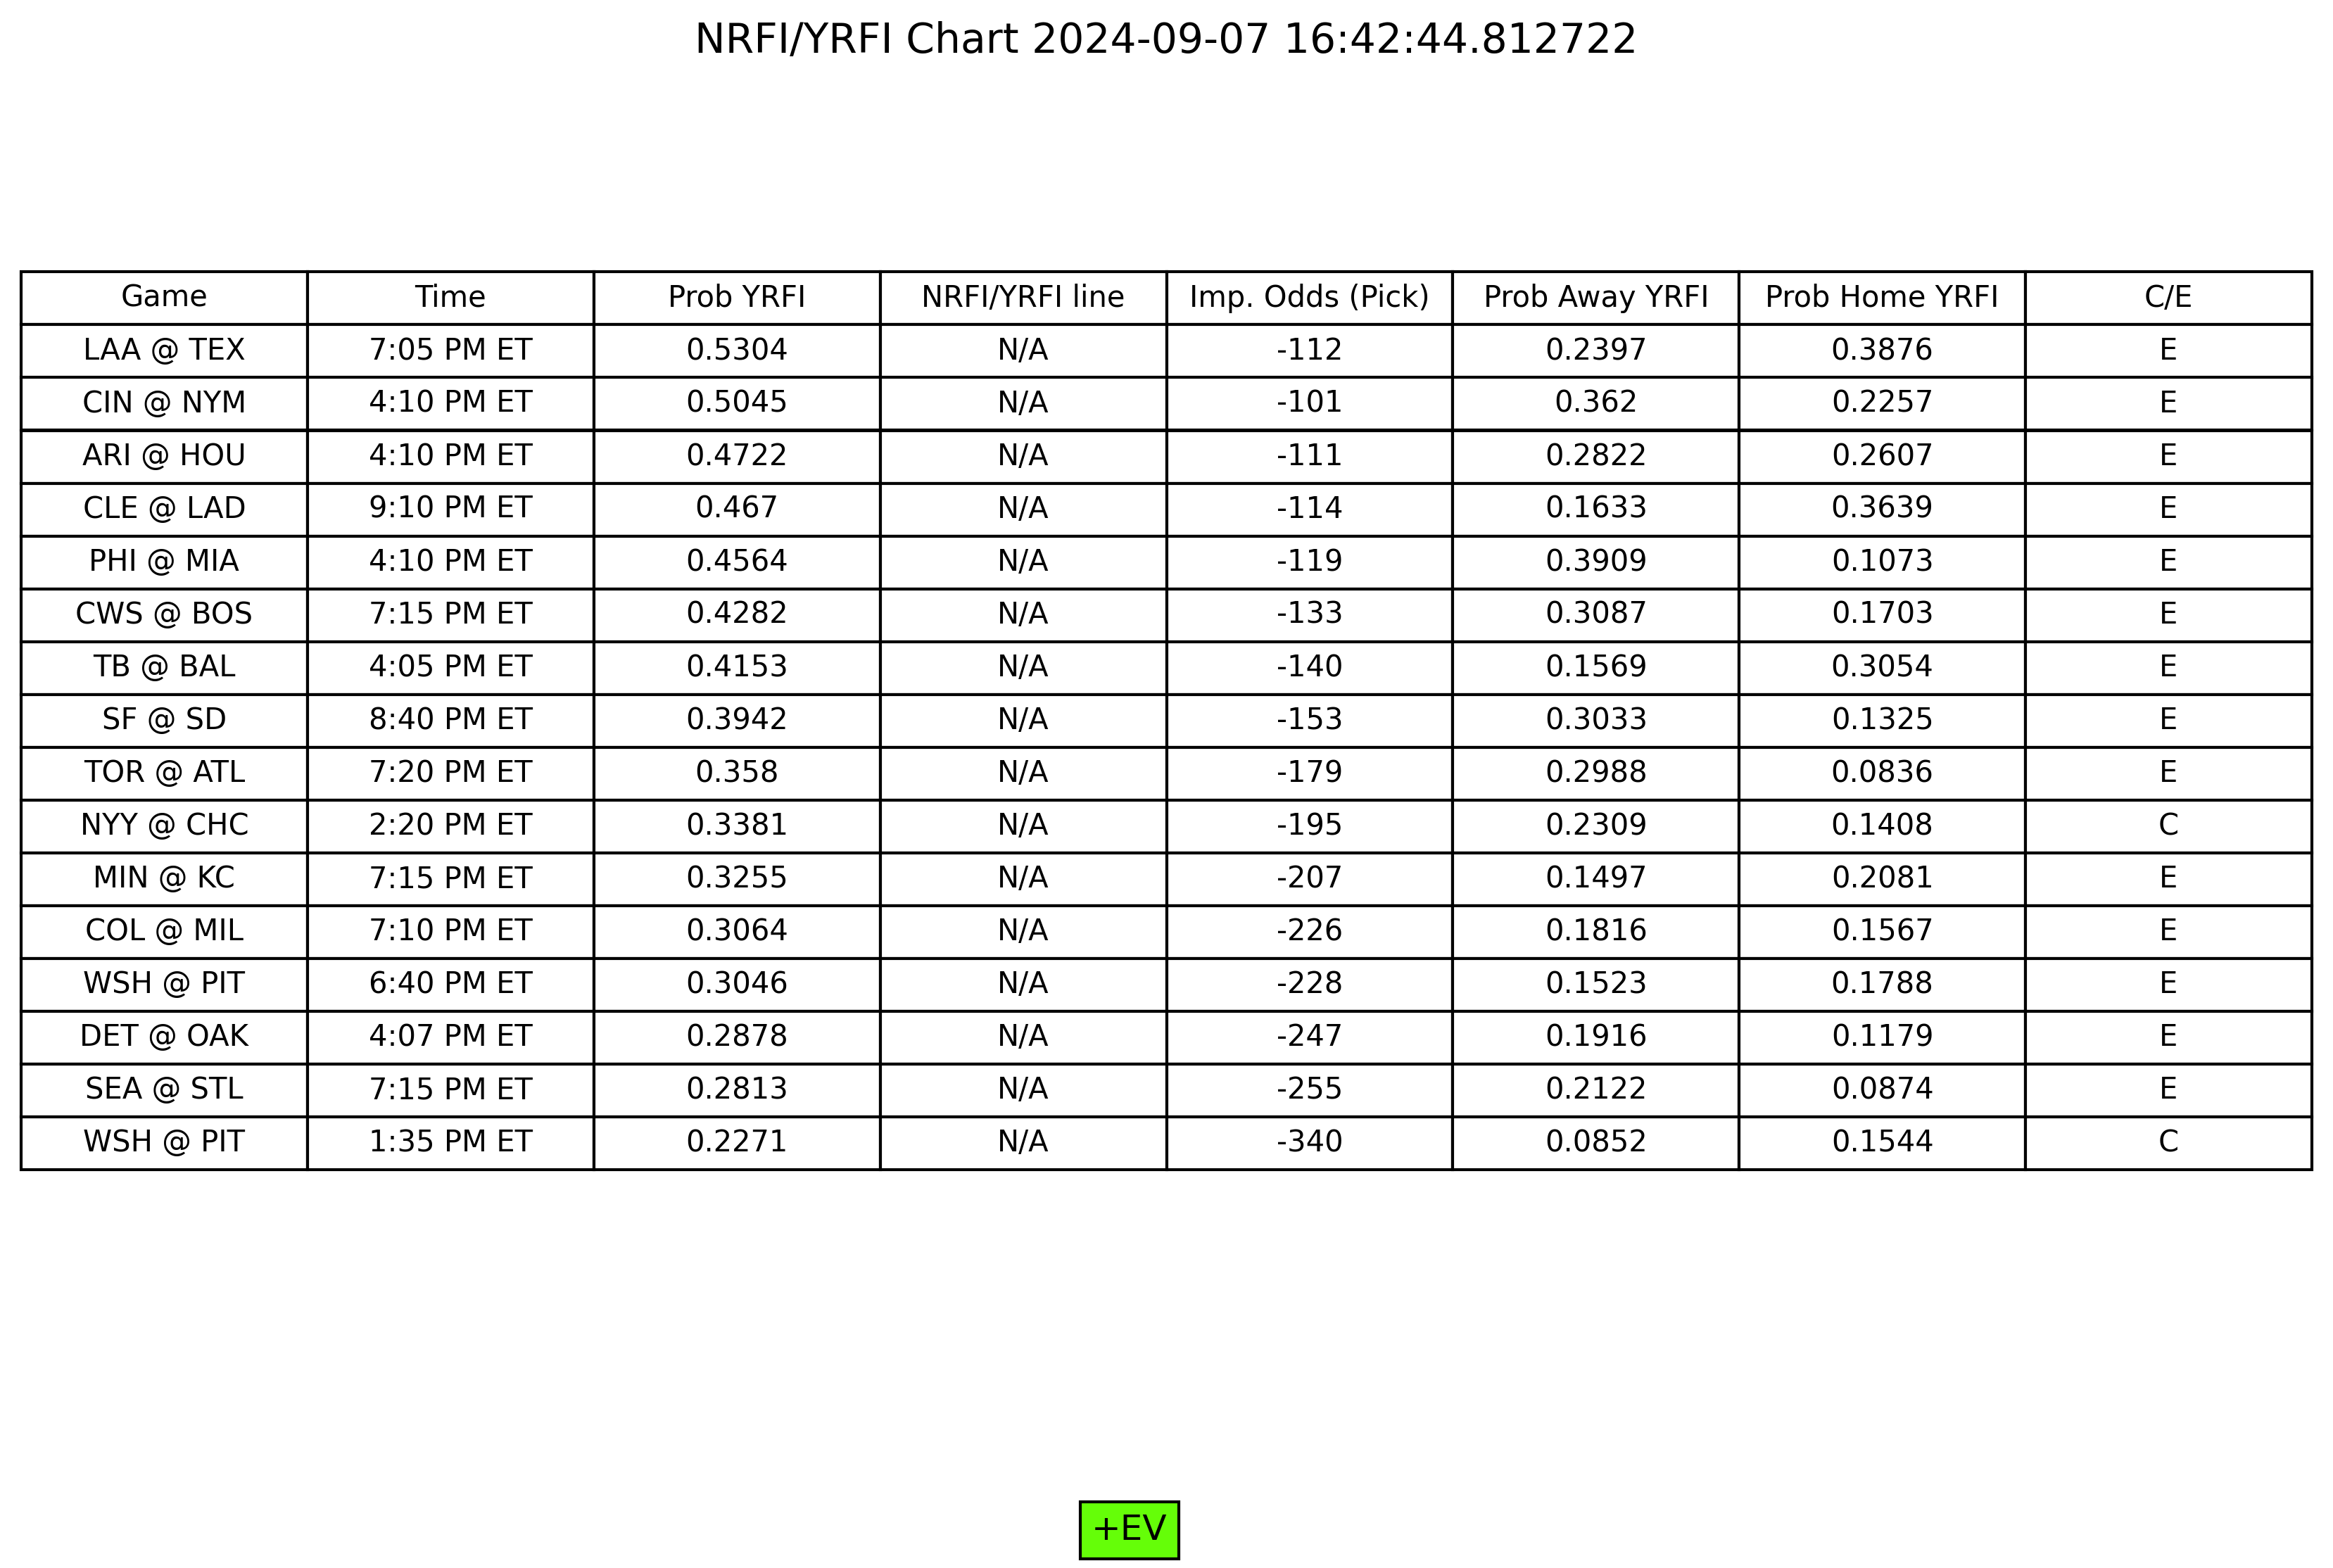 NRFI/YRFI Chart 2024-09-07 16:42:44.812722
Game Time Prob YRFI NRFI/YRFI line Imp. Odds (Pick) Prob Away YRFI Prob Home YRFI C/E
LAA @ TEX 7:05 PM ET 0.5304 N/A -112 0.2397 0.3876 E
CIN @ NYM 4:10 PM ET 0.5045 N/A -101 0.362 0.2257 E
ARI @ HOU 4:10 PM ET 0.4722 N/A -111 0.2822 0.2607 E
CLE @ LAD 9:10 PM ET 0.467 N/A -114 0.1633 0.3639 E
PHI @ MIA 4:10 PM ET 0.4564 N/A -119 0.3909 0.1073 E
CWS @ BOS 7:15 PM ET 0.4282 N/A -133 0.3087 0.1703 E
TB @ BAL 4:05 PM ET 0.4153 N/A -140 0.1569 0.3054 E
SF @ SD 8:40 PM ET 0.3942 N/A -153 0.3033 0.1325 E
TOR @ ATL 7:20 PM ET 0.358 N/A -179 0.2988 0.0836 E
NYY @ CHC 2:20 PM ET 0.3381 N/A -195 0.2309 0.1408 C
MIN @ KC 7:15 PM ET 0.3255 N/A -207 0.1497 0.2081 E
COL @ MIL 7:10 PM ET 0.3064 N/A -226 0.1816 0.1567 E
WSH @ PIT 6:40 PM ET 0.3046 N/A -228 0.1523 0.1788 E
DET @ OAK 4:07 PM ET 0.2878 N/A -247 0.1916 0.1179 E
SEA @ STL 7:15 PM ET 0.2813 N/A -255 0.2122 0.0874 E
WSH @ PIT 1:35 PM ET 0.2271 N/A -340 0.0852 0.1544 C
+EV